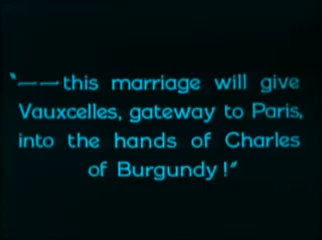 "——this marriage will give
Vauxcelles, gateway to Paris,
into the hands of Charles
of Burgundy!"